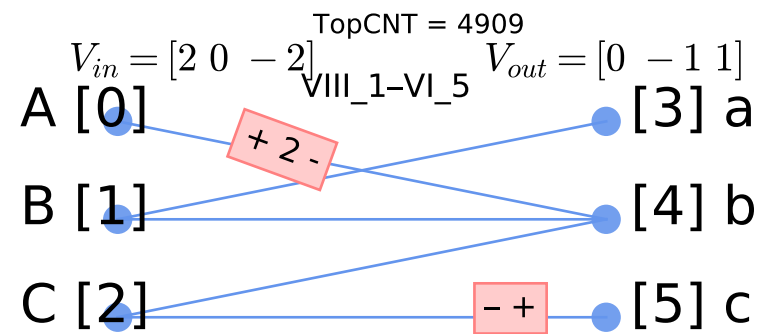 TopCNT = 4909
V_in = [2 0 − 2] V_out = [0 − 1 1]
VIII_1–VI_5
A [0] [3] a
+ 2 -
B [1] [4] b
C [2] – + [5] c